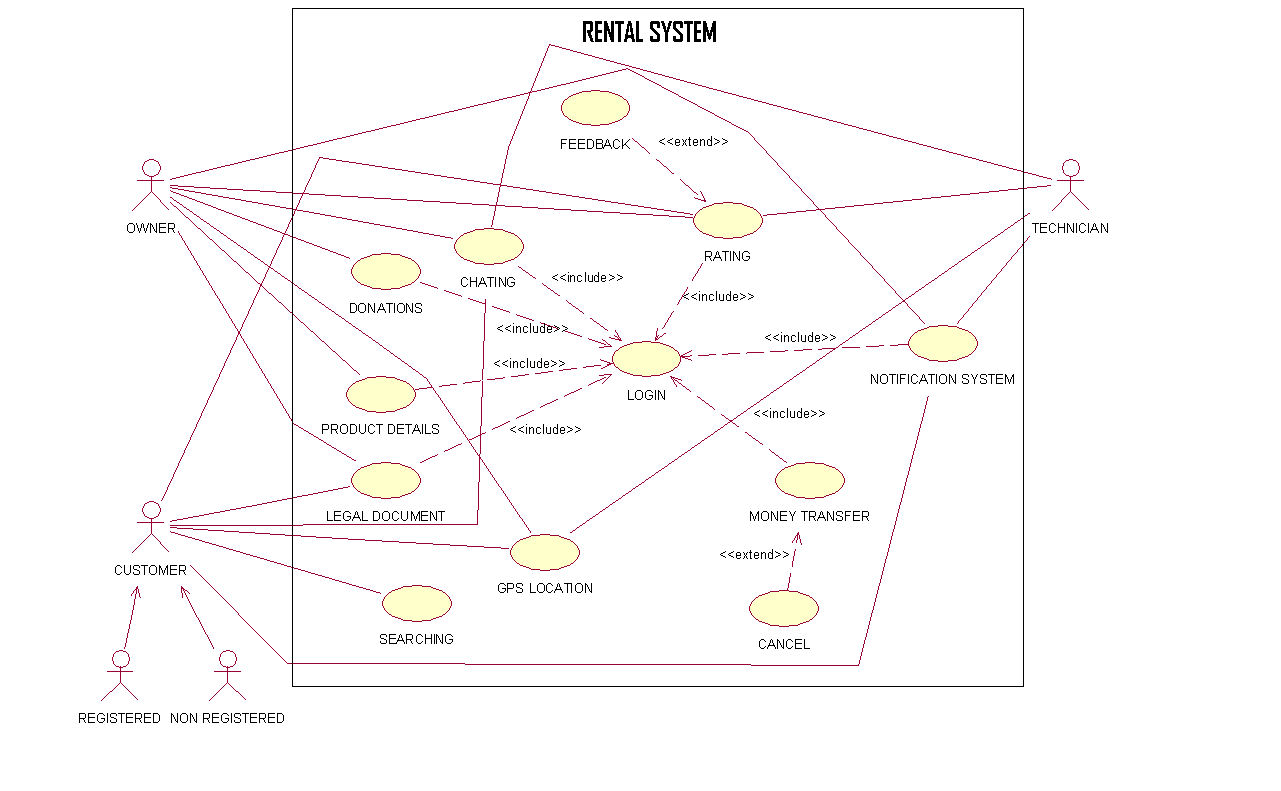 RENTAL SYSTEM
FEEDBACK
<<extend>>
OWNER
TECHNICIAN
RATING
CHATING
<<include>>
<<include>>
DONATIONS
<<include>>
<<include>>
<<include>>
NOTIFICATION SYSTEM
LOGIN
<<include>>
PRODUCT DETAILS
<<include>>
LEGAL DOCUMENT
MONEY TRANSFER
<<extend>>
CUSTOMER
GPS LOCATION
SEARCHING
CANCEL
REGISTERED
NON REGISTERED